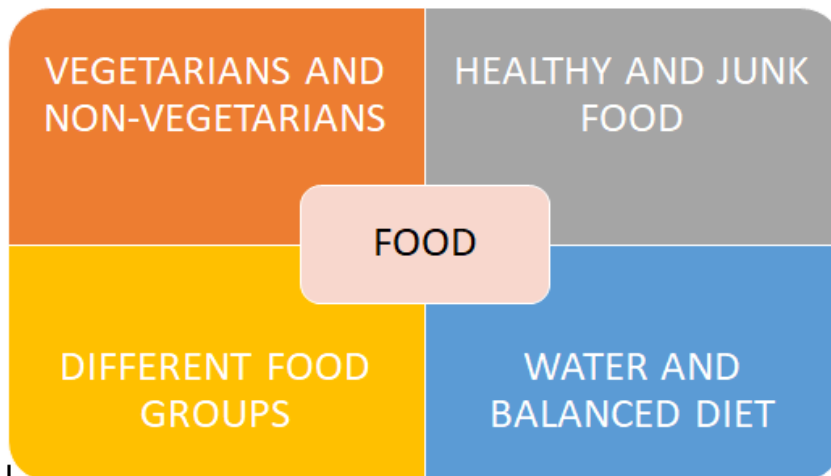 VEGETARIANS AND
NON-VEGETARIANS
HEALTHY AND JUNK
FOOD
FOOD
DIFFERENT FOOD
GROUPS
WATER AND
BALANCED DIET